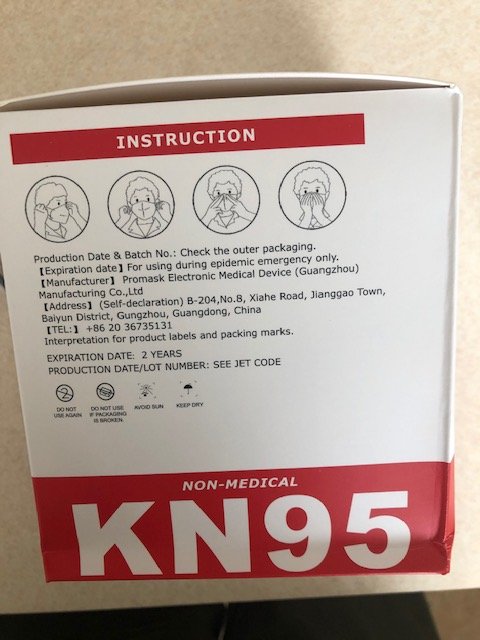 INSTRUCTION
Production Date & Batch No.: Check the outer packaging.
【Expiration date】For using during epidemic emergency only.
【Manufacturer】 Promask Electronic Medical Device (Guangzhou)
Manufacturing Co.,Ltd
【Address】 (Self-declaration) B-204,No.8, Xiahe Road, Jianggao Town,
Baiyun District, Gungzhou, Guangdong, China
【TEL:】 +86 20 36735131
Interpretation for product labels and packing marks.
EXPIRATION DATE: 2 YEARS
PRODUCTION DATE/LOT NUMBER: SEE JET CODE
2
DO NOT
USE AGAIN
DO NOT USE
IF PACKAGING
IS BROKEN.
AVOID SUN
KEEP DRY
NON-MEDICAL
KN95